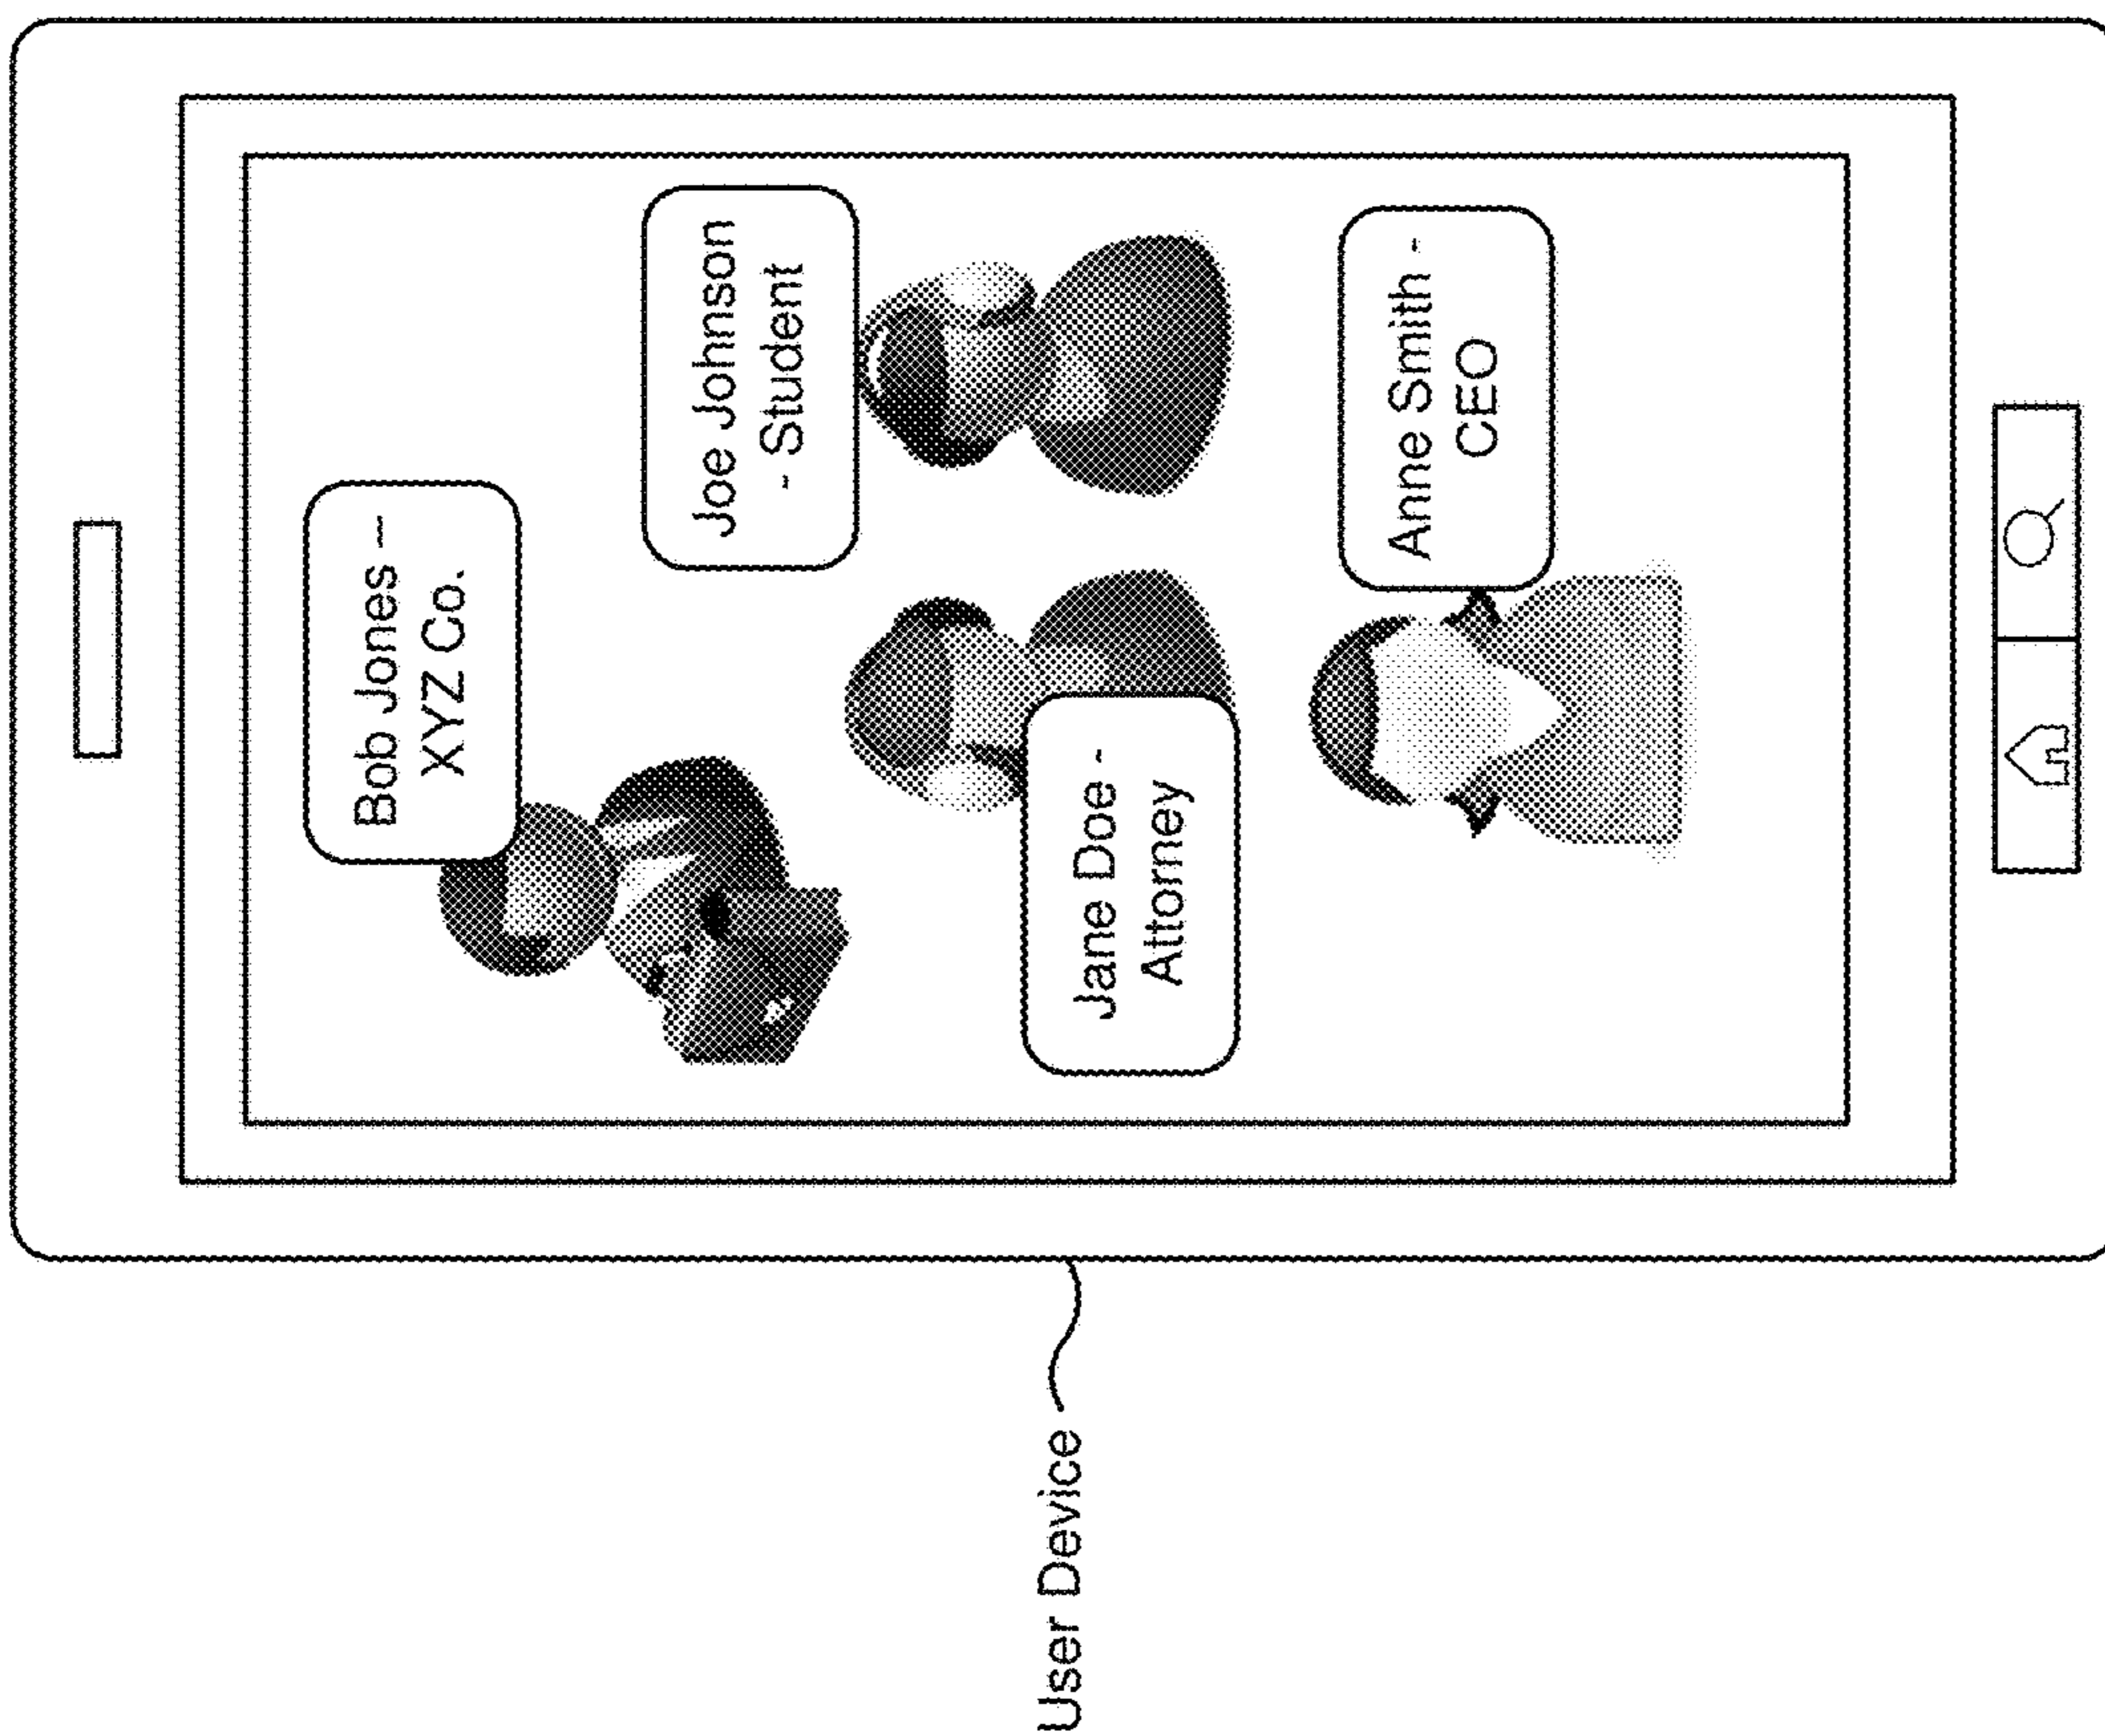 Bob Jones –
XYZ Co.
Joe Johnson
- Student
Jane Doe -
Attorney
Anne Smith -
CEO
User Device